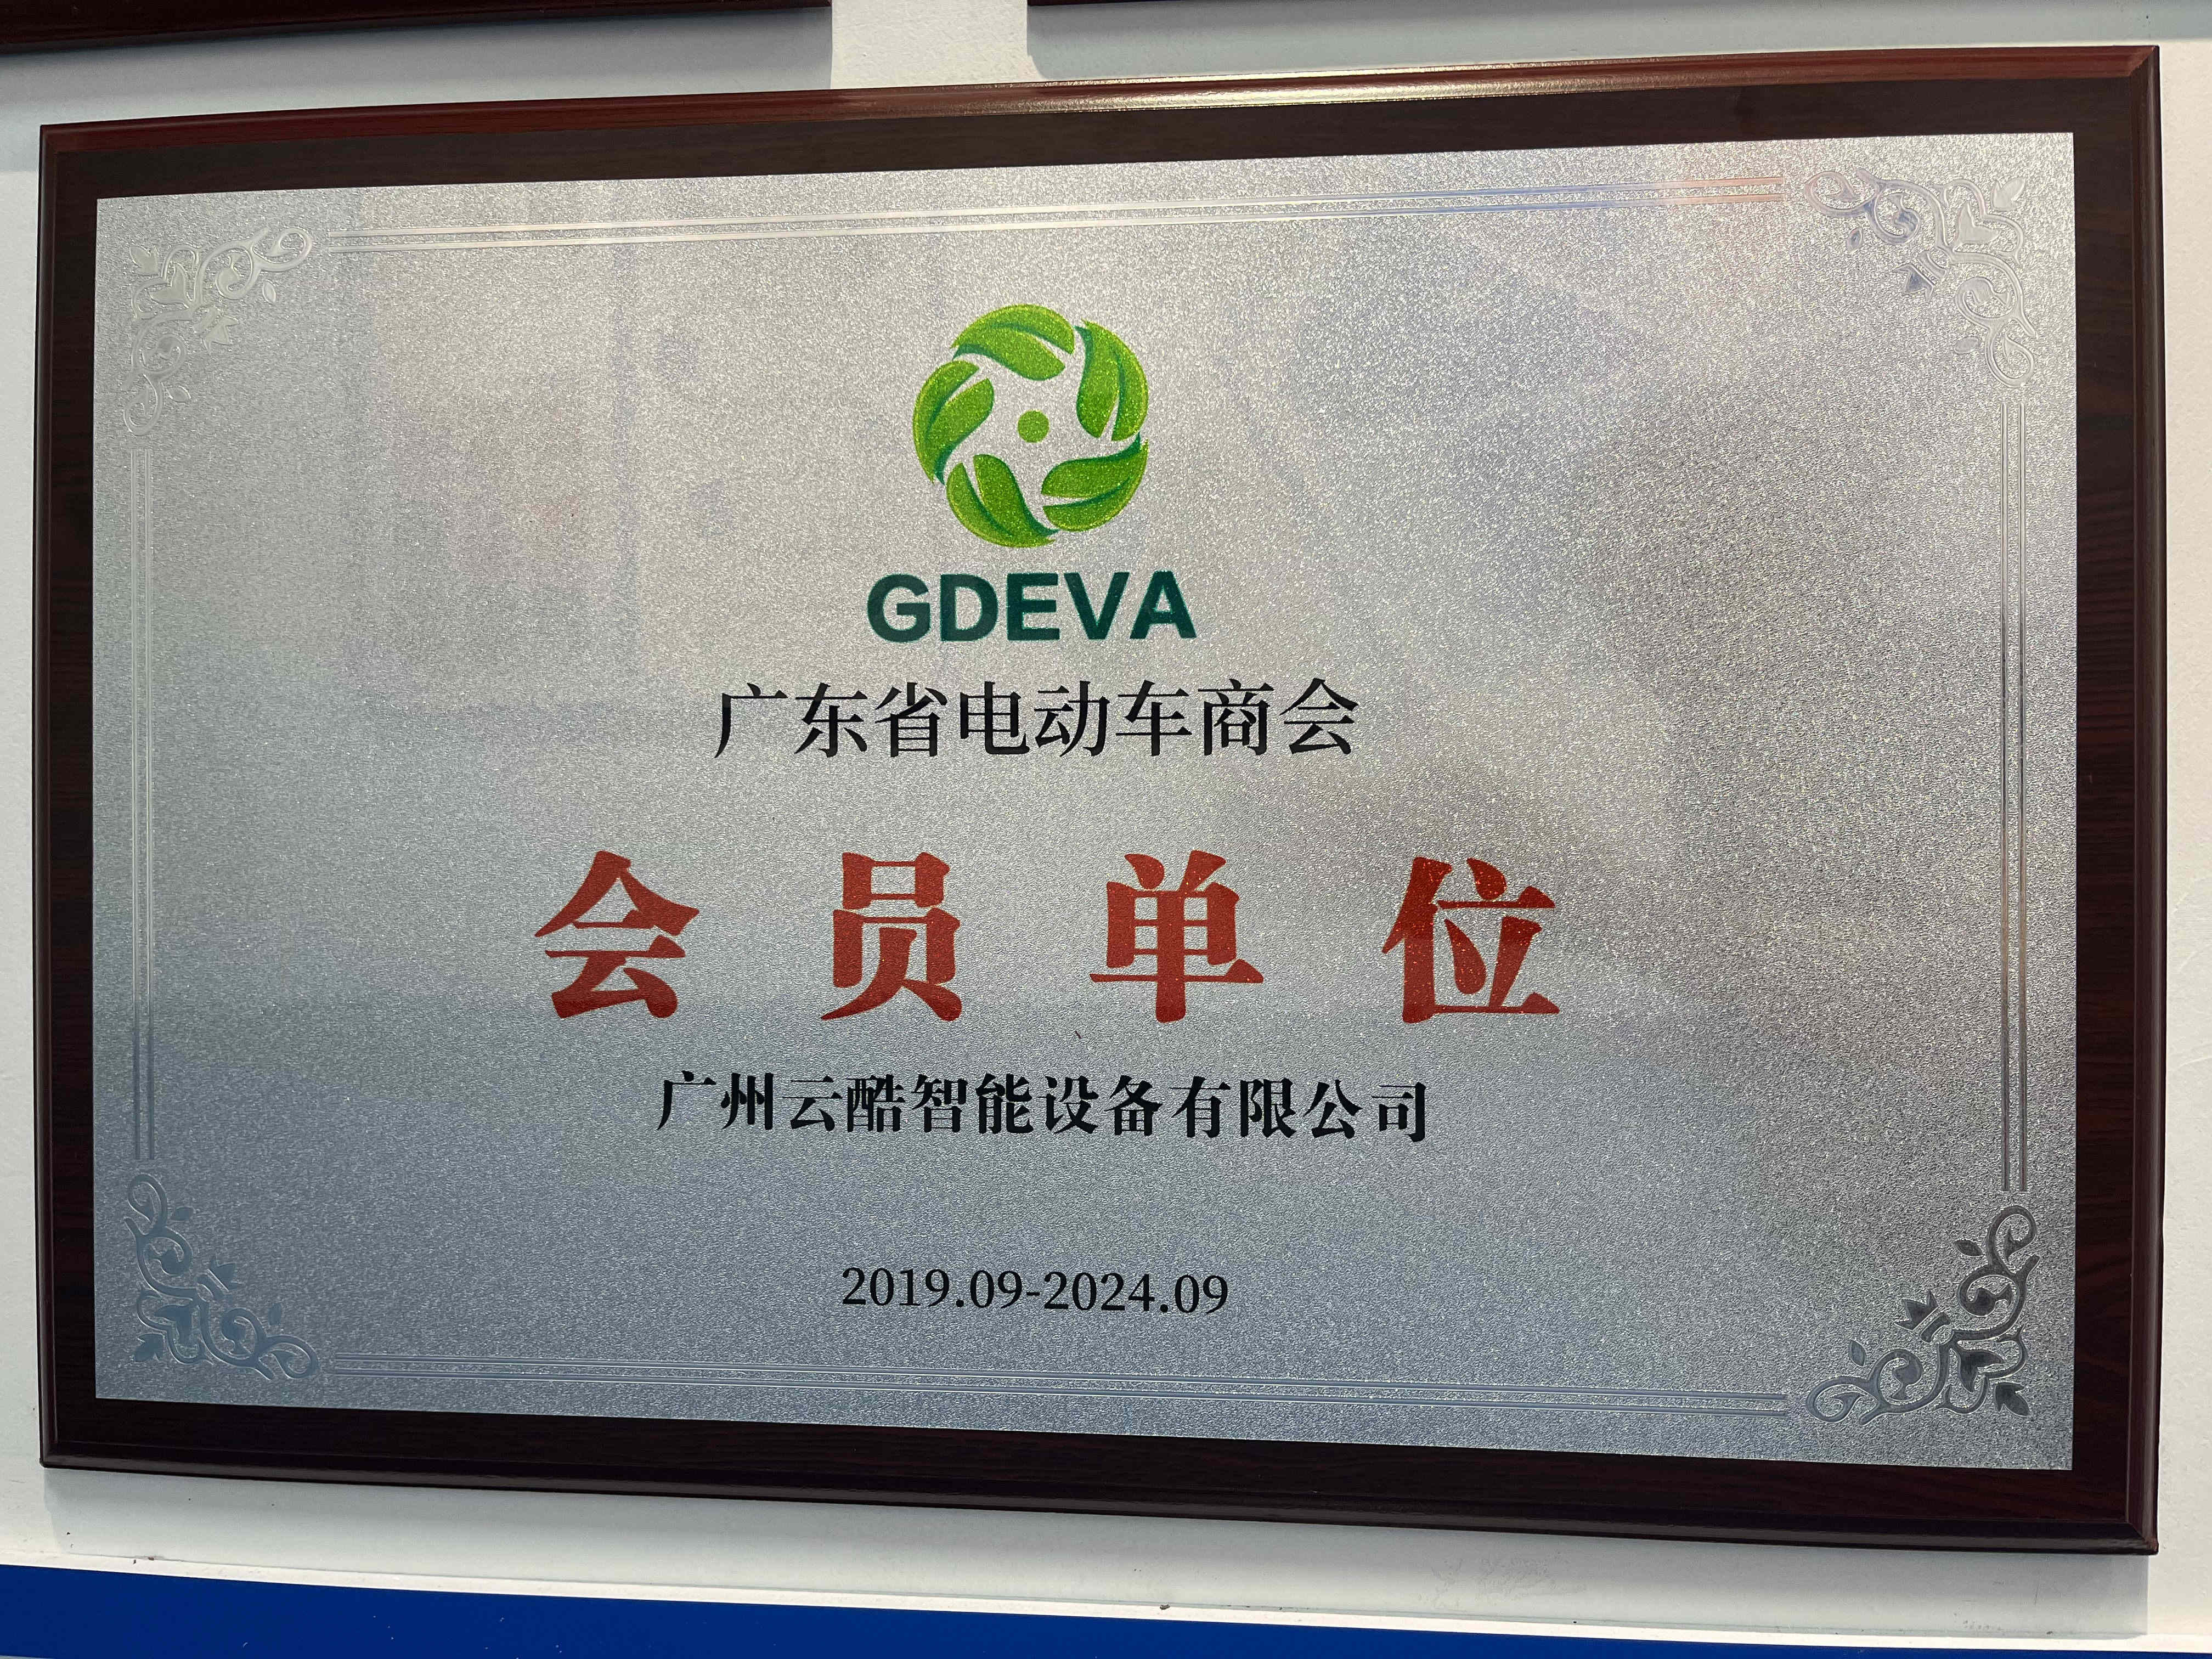 GDEVA
广东省电动车商会
会员单位
广州云酷智能设备有限公司
2019.09-2024.09